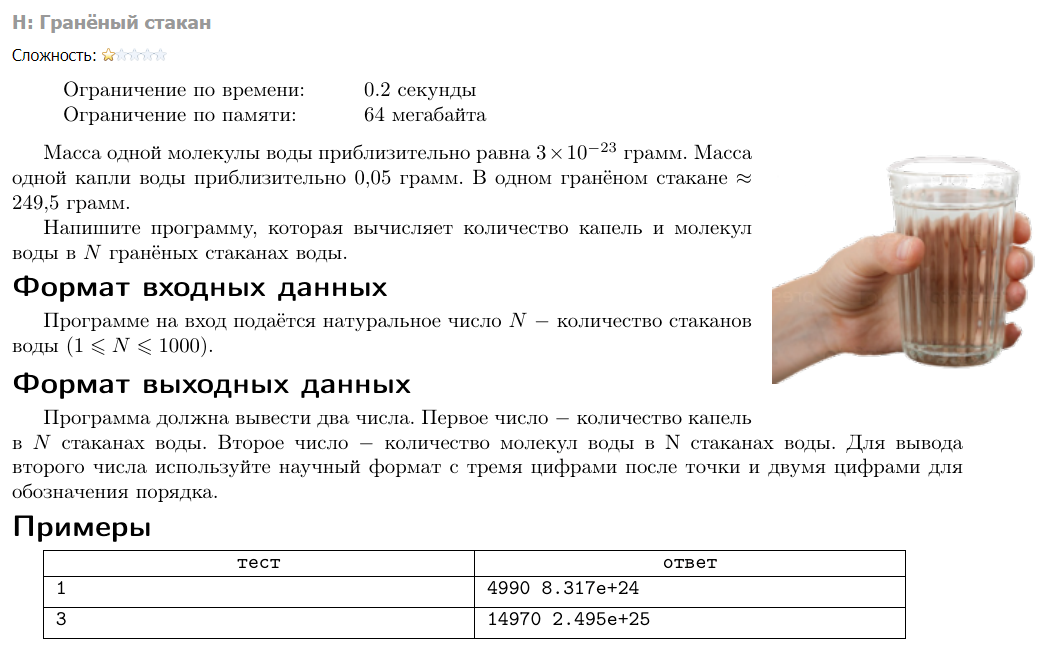 H: Гранёный стакан
Сложность:
Ограничение по времени: 0.2 секунды
Ограничение по памяти: 64 мегабайта
Масса одной молекулы воды приблизительно равна 3 × 10⁻²³ грамм. Масса
одной капли воды приблизительно 0,05 грамм. В одном гранёном стакане ≈
249,5 грамм.
Напишите программу, которая вычисляет количество капель и молекул
воды в N гранёных стаканах воды.
Формат входных данных
Программе на вход подаётся натуральное число N − количество стаканов
воды (1 ⩽ N ⩽ 1000).
Формат выходных данных
Программа должна вывести два числа. Первое число − количество капель
в N стаканах воды. Второе число − количество молекул воды в N стаканах воды. Для вывода
второго числа используйте научный формат с тремя цифрами после точки и двумя цифрами для
обозначения порядка.
Примеры
тест ответ
1 4990 8.317e+24
3 14970 2.495e+25